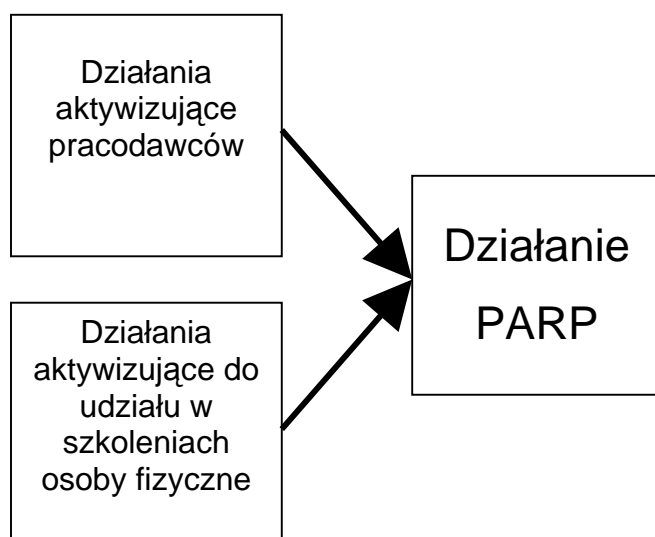 Działania
aktywizujące
pracodawców
Działania
aktywizujące do
udziału w
szkoleniach
osoby fizyczne
Działanie
PARP